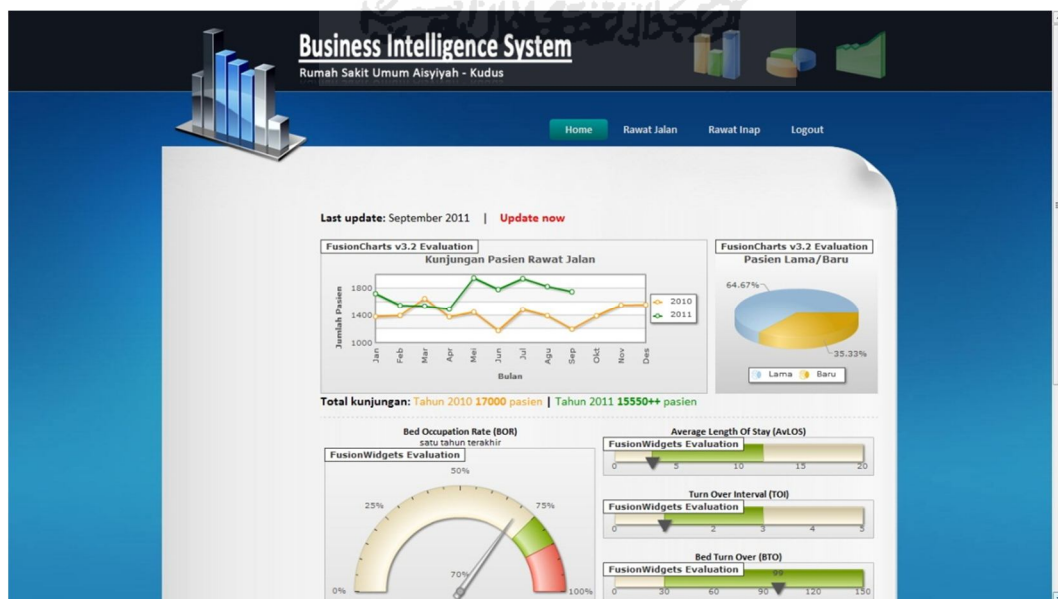 Business Intelligence System
Rumah Sakit Umum Aisyiyah - Kudus
Home Rawat Jalan Rawat Inap Logout
Last update: September 2011 | Update now
FusionCharts v3.2 Evaluation
Kunjungan Pasien Rawat Jalan
Jumlah Pasien
1800
1400
1000
Jan Feb Mar Apr Mei Jun Jul Agu Sep Okt Nov Des
Bulan
2010
2011
FusionCharts v3.2 Evaluation
Pasien Lama/Baru
64.67%
35.33%
Lama Baru
Total kunjungan: Tahun 2010 17000 pasien | Tahun 2011 15550++ pasien
Bed Occupation Rate (BOR)
satu tahun terakhir
FusionWidgets Evaluation
50%
25% 75%
70%
0% 100%
Average Length Of Stay (AvLOS)
FusionWidgets Evaluation
0 5 10 15 20
Turn Over Interval (TOI)
FusionWidgets Evaluation
0 2 3 4 5
Bed Turn Over (BTO)
FusionWidgets Evaluation
99
0 30 60 90 120 150